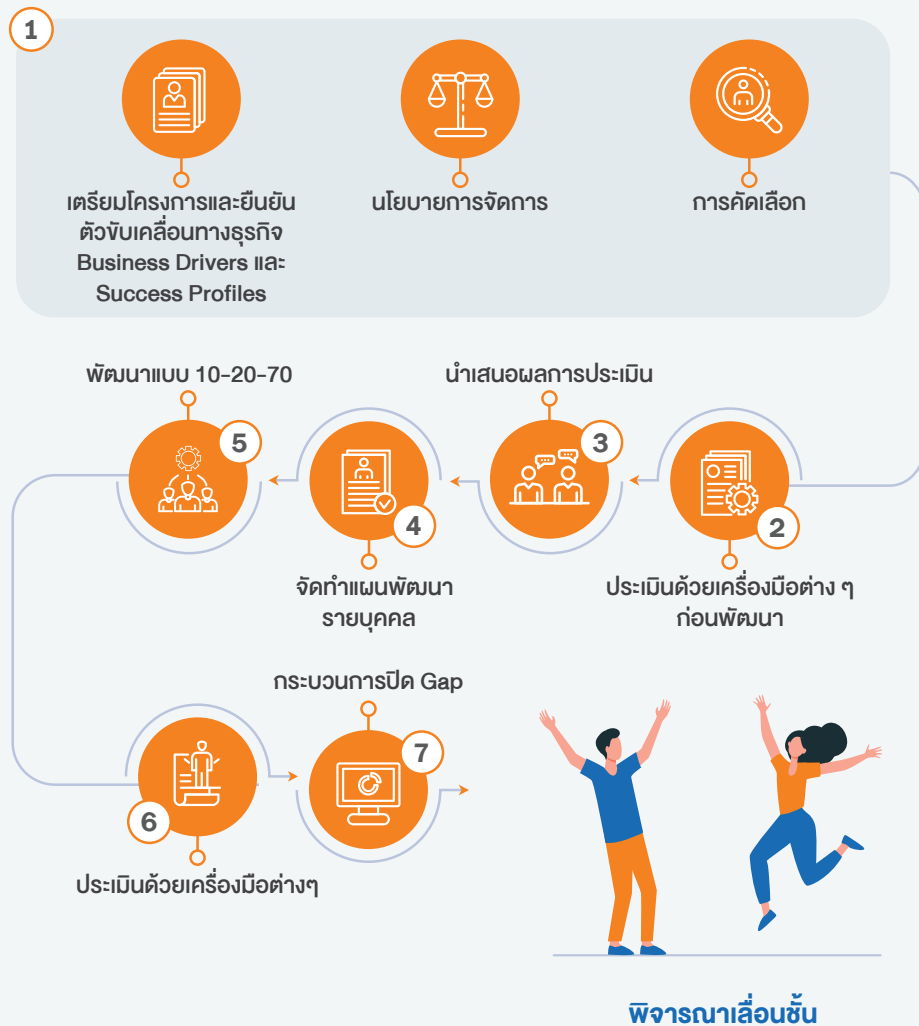 1
เตรียมโครงการและยืนยัน
ตัวขับเคลื่อนทางธุรกิจ
Business Drivers และ
Success Profiles
นโยบายการจัดการ
การคัดเลือก
2
ประเมินด้วยเครื่องมือต่าง ๆ
ก่อนพัฒนา
นำเสนอผลการประเมิน
3
4
จัดทำแผนพัฒนา
รายบุคคล
พัฒนาแบบ 10-20-70
5
6
ประเมินด้วยเครื่องมือต่างๆ
กระบวนการปิด Gap
7
พิจารณาเลื่อนชั้น